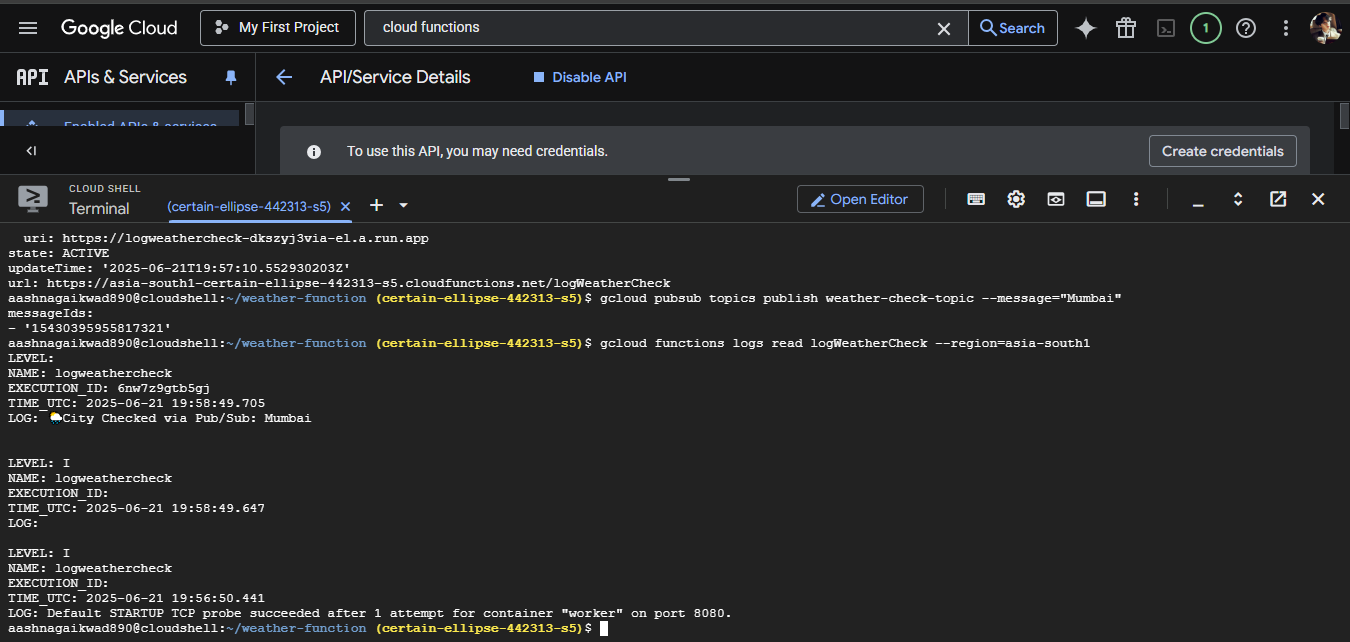 Google Cloud
My First Project
cloud functions
Search
1
API APIs & Services
API/Service Details
Disable API
Enabled APIs & services
To use this API, you may need credentials.
Create credentials
CLOUD SHELL
Terminal
(certain-ellipse-442313-s5)
Open Editor
uri: https://logweathercheck-dkszyj3via-el.a.run.app
state: ACTIVE
updateTime: '2025-06-21T19:57:10.552930203Z'
url: https://asia-south1-certain-ellipse-442313-s5.cloudfunctions.net/logWeatherCheck
aashnagaikwad890@cloudshell:~/weather-function (certain-ellipse-442313-s5)$ gcloud pubsub topics publish weather-check-topic --message="Mumbai"
messageIds:
- '15430395955817321'
aashnagaikwad890@cloudshell:~/weather-function (certain-ellipse-442313-s5)$ gcloud functions logs read logWeatherCheck --region=asia-south1
LEVEL:
NAME: logweathercheck
EXECUTION_ID: 6nw7z9gtb5gj
TIME_UTC: 2025-06-21 19:58:49.705
LOG: 🌦City Checked via Pub/Sub: Mumbai
LEVEL: I
NAME: logweathercheck
EXECUTION_ID:
TIME_UTC: 2025-06-21 19:58:49.647
LOG:
LEVEL: I
NAME: logweathercheck
EXECUTION_ID:
TIME_UTC: 2025-06-21 19:56:50.441
LOG: Default STARTUP TCP probe succeeded after 1 attempt for container "worker" on port 8080.
aashnagaikwad890@cloudshell:~/weather-function (certain-ellipse-442313-s5)$